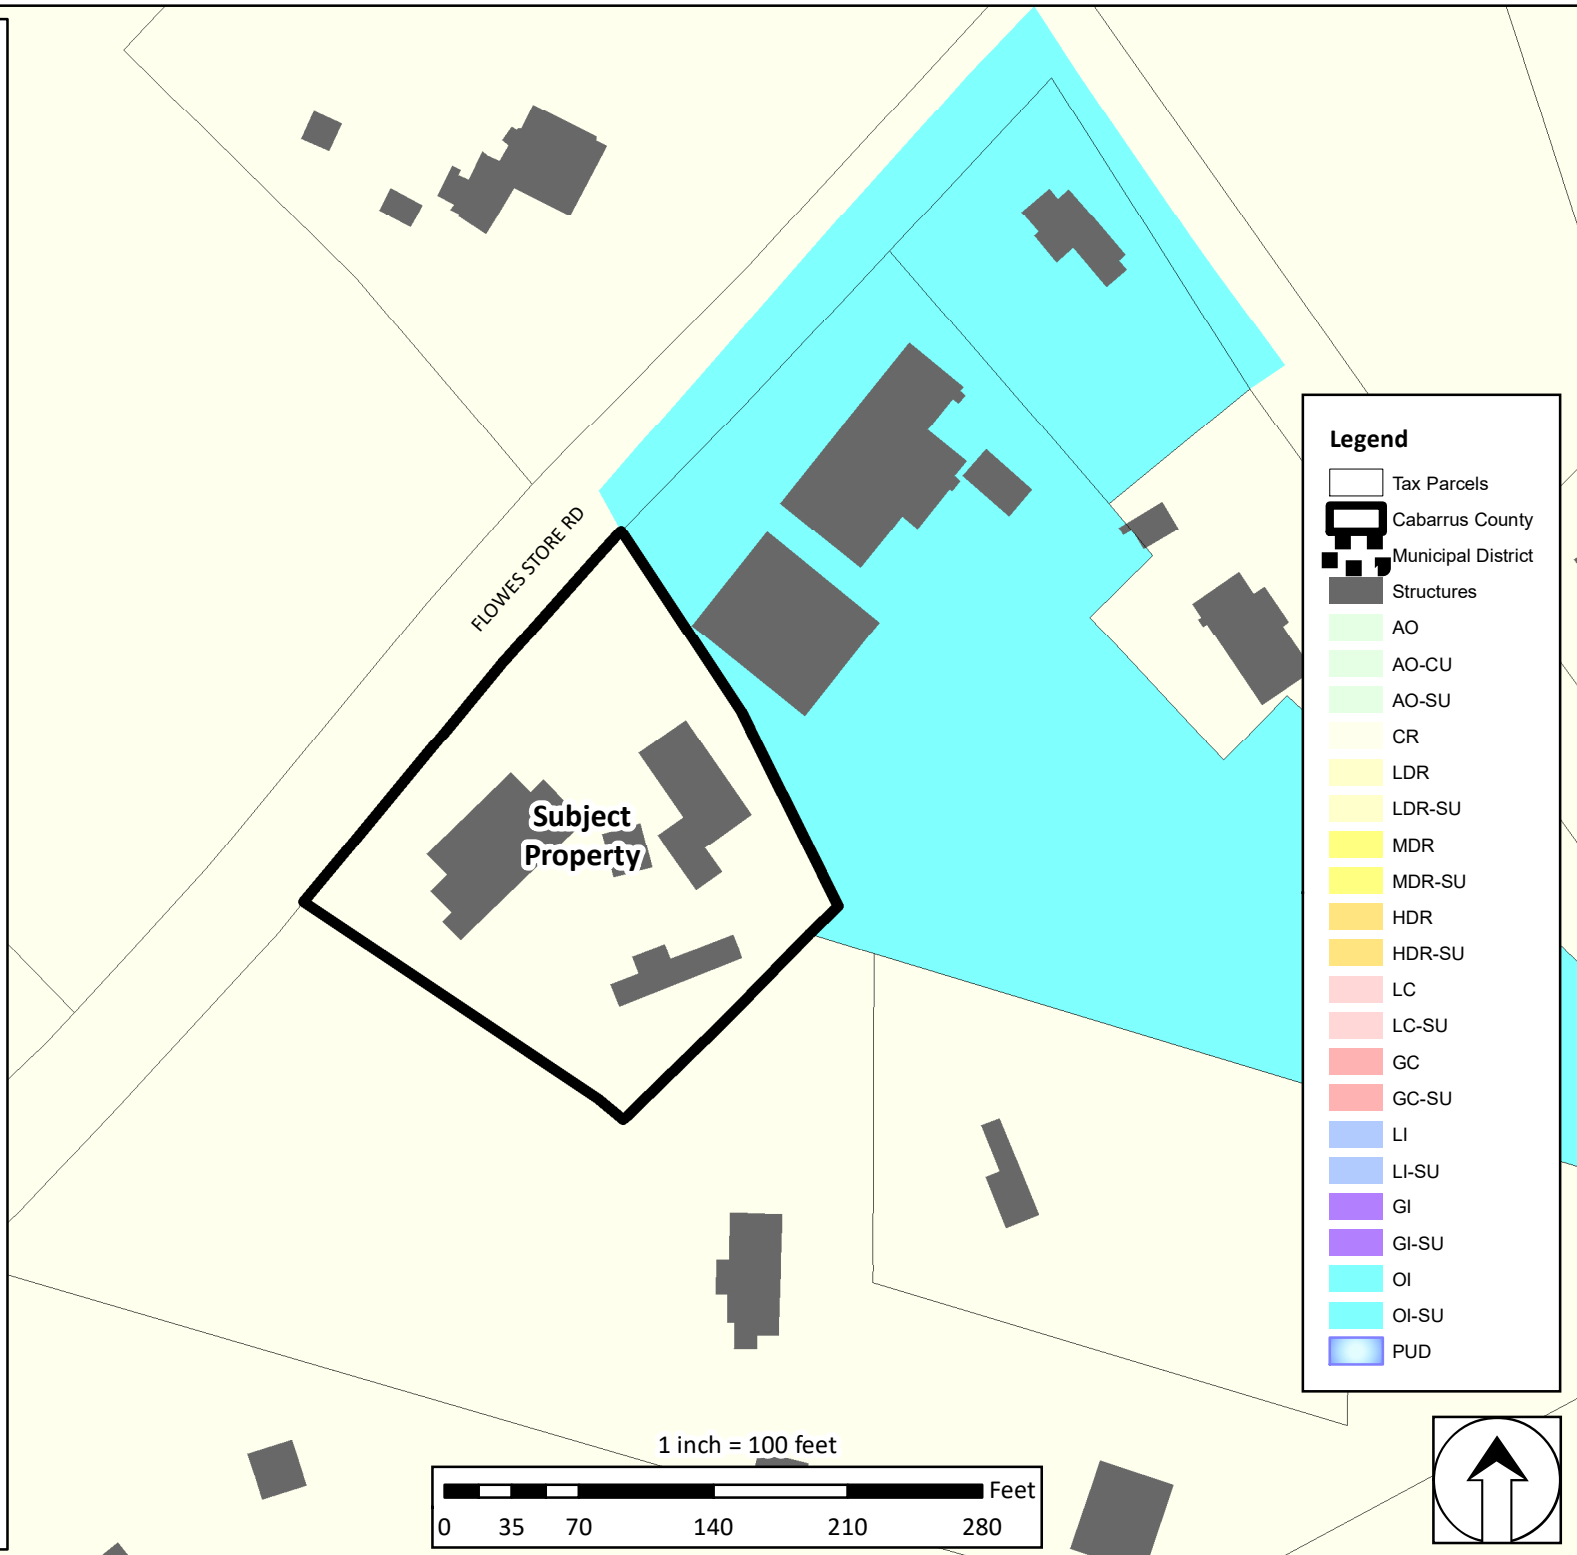 FLOWES STORE RD
Subject
Property
Legend
Tax Parcels
Cabarrus County
Municipal District
Structures
AO
AO-CU
AO-SU
CR
LDR
LDR-SU
MDR
MDR-SU
HDR
HDR-SU
LC
LC-SU
GC
GC-SU
LI
LI-SU
GI
GI-SU
OI
OI-SU
PUD
1 inch = 100 feet
Feet
0 35 70 140 210 280